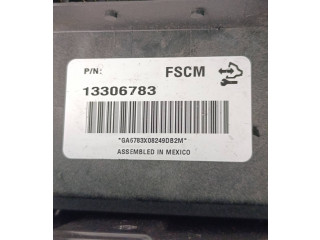 P/N: FSCM
13306783
"GA6783X08249DB2M"
ASSEMBLED IN MEXICO